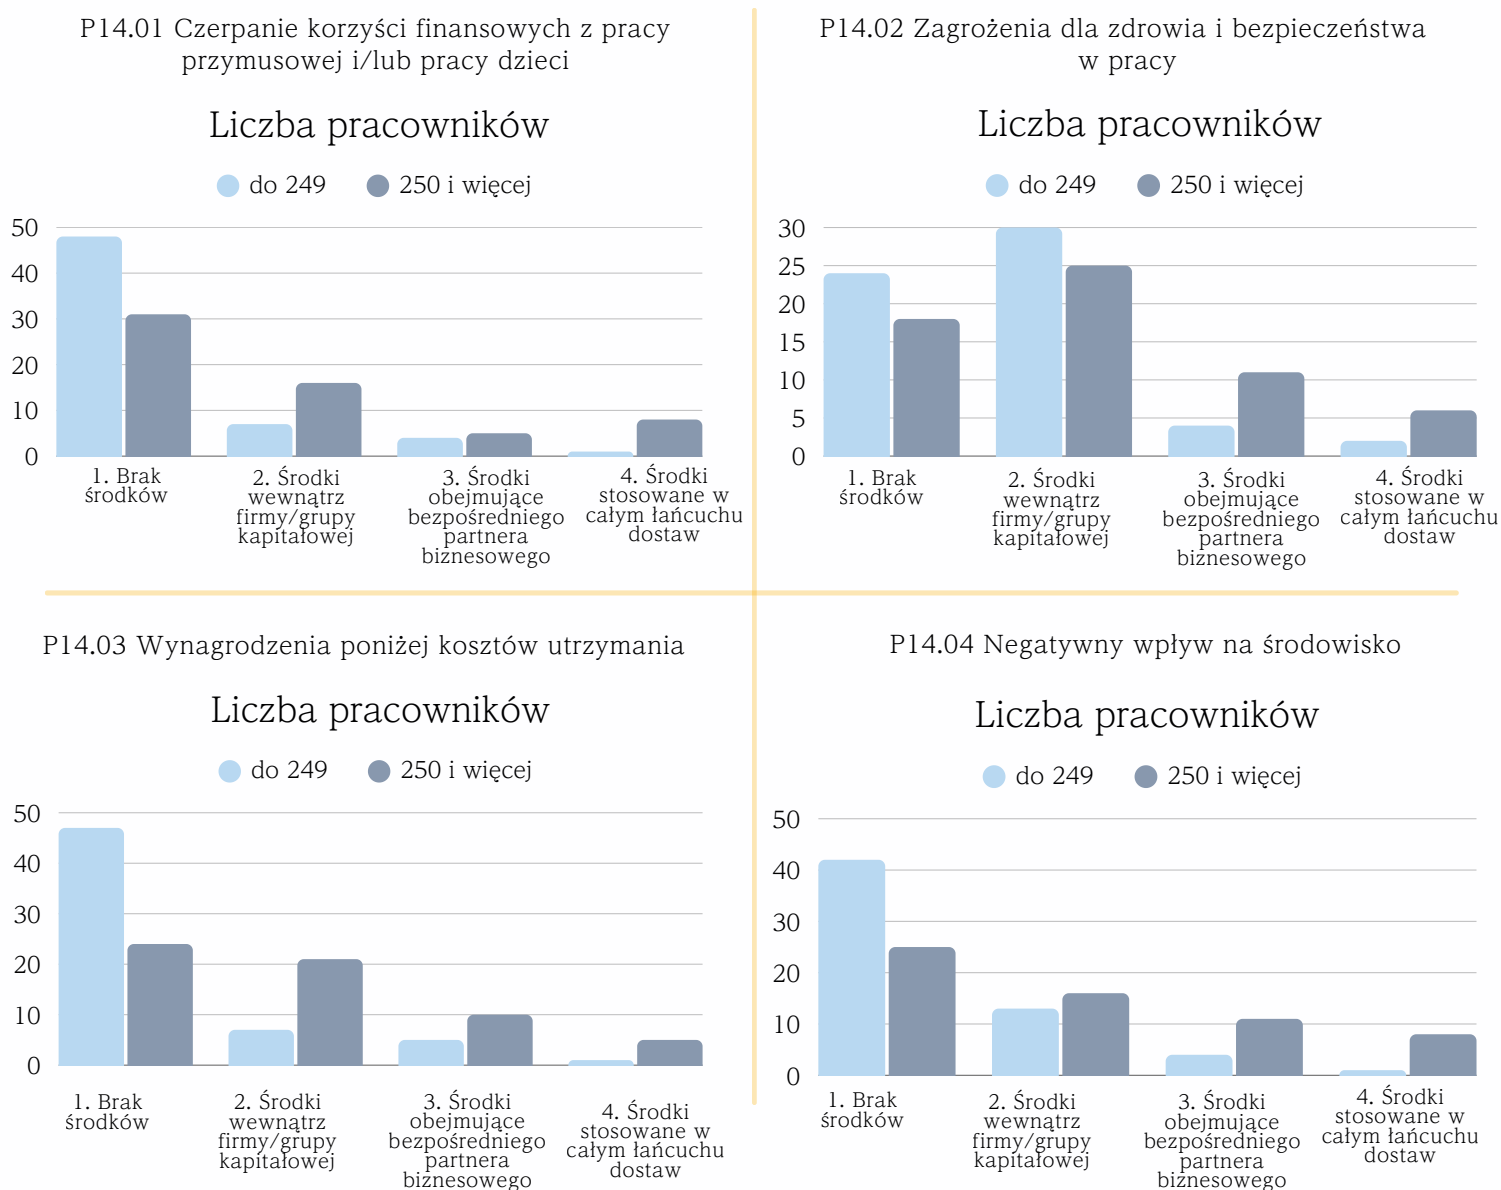 P14.01 Czerpanie korzyści finansowych z pracy
przymusowej i/lub pracy dzieci
Liczba pracowników
do 249
250 i więcej
50
40
30
20
10
0
1. Brak
środków
2. Środki
wewnątrz
firmy/grupy
kapitałowej
3. Środki
obejmujące
bezpośredniego
partnera
biznesowego
4. Środki
stosowane w
całym łańcuchu
dostaw
P14.02 Zagrożenia dla zdrowia i bezpieczeństwa
w pracy
Liczba pracowników
do 249
250 i więcej
30
25
20
15
10
5
0
1. Brak
środków
2. Środki
wewnątrz
firmy/grupy
kapitałowej
3. Środki
obejmujące
bezpośredniego
partnera
biznesowego
4. Środki
stosowane w
całym łańcuchu
dostaw
P14.03 Wynagrodzenia poniżej kosztów utrzymania
Liczba pracowników
do 249
250 i więcej
50
40
30
20
10
0
1. Brak
środków
2. Środki
wewnątrz
firmy/grupy
kapitałowej
3. Środki
obejmujące
bezpośredniego
partnera
biznesowego
4. Środki
stosowane w
całym łańcuchu
dostaw
P14.04 Negatywny wpływ na środowisko
Liczba pracowników
do 249
250 i więcej
50
40
30
20
10
0
1. Brak
środków
2. Środki
wewnątrz
firmy/grupy
kapitałowej
3. Środki
obejmujące
bezpośredniego
partnera
biznesowego
4. Środki
stosowane w
całym łańcuchu
dostaw